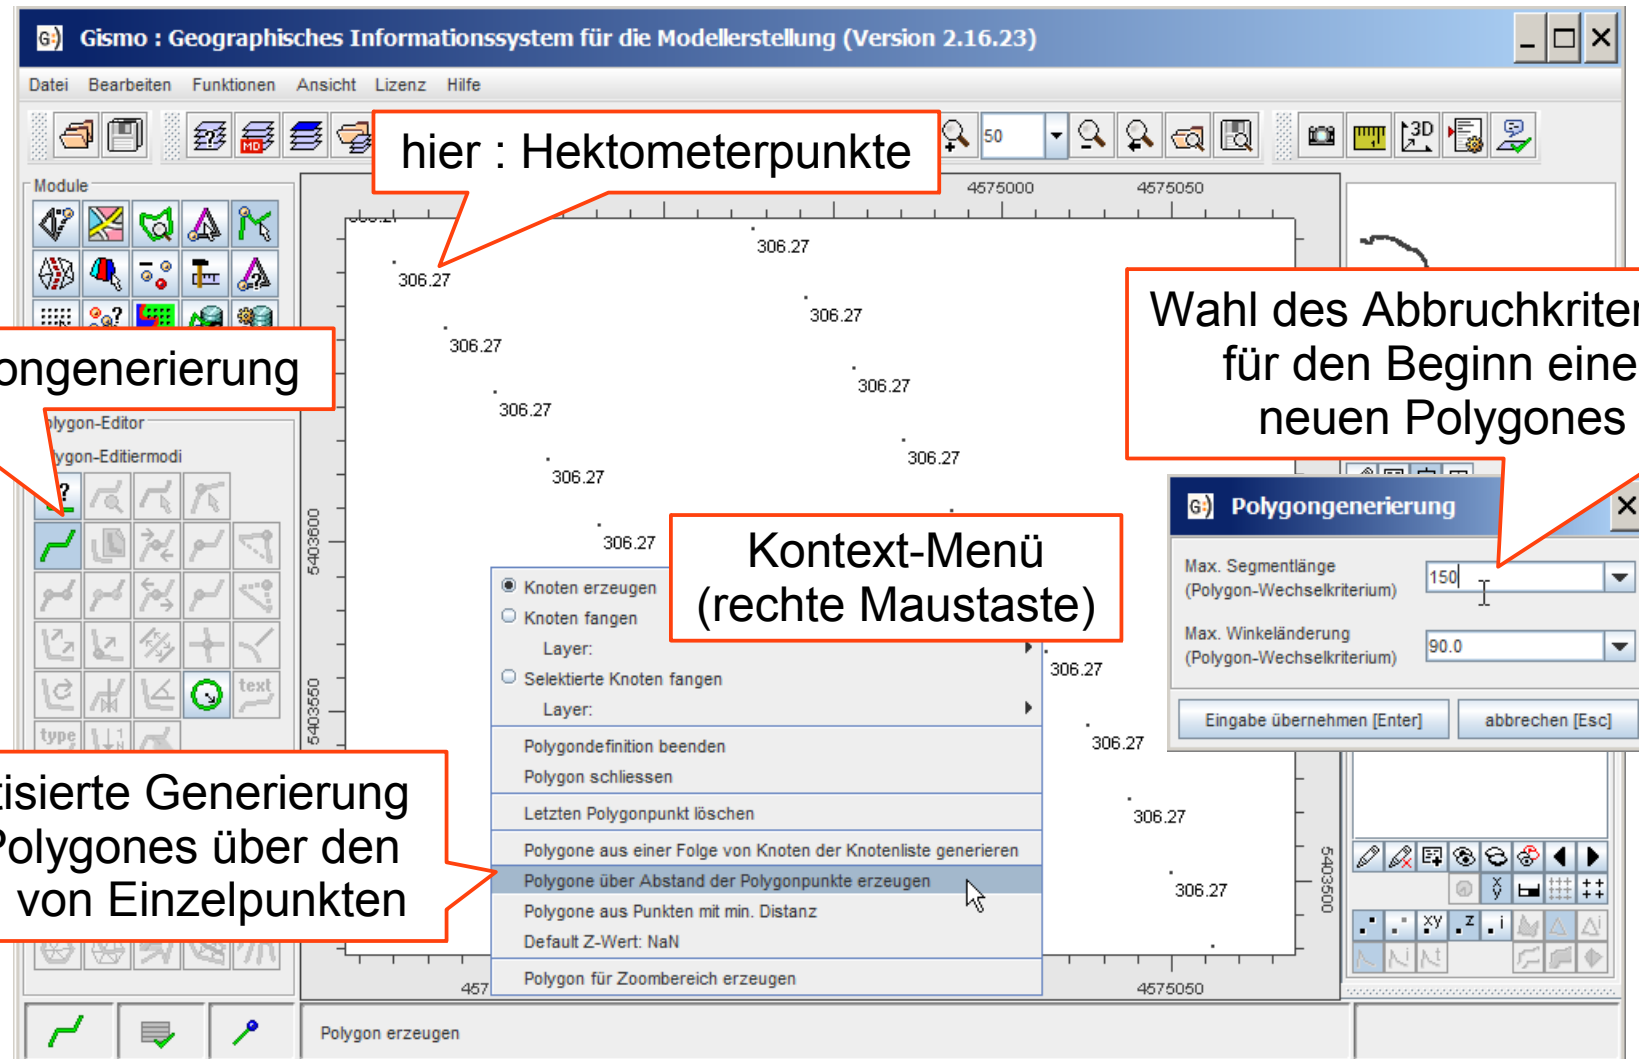 Gismo : Geographisches Informationssystem für die Modellerstellung (Version 2.16.23)
Datei Bearbeiten Funktionen Ansicht Lizenz Hilfe
50
hier : Hektometerpunkte
Module
4575000 4575050
306.27
306.27
306.27
306.27
306.27
306.27
306.27
306.27
306.27
306.27
306.27
306.27
306.27
Wahl des Abbruchkriter
für den Beginn eine
neuen Polygones
ongenerierung
olygon-Editor
ygon-Editiermodi
text
type
5403600
5403550
5403500
Kontext-Menü
(rechte Maustaste)
Knoten erzeugen
Knoten fangen
Layer:
Selektierte Knoten fangen
Layer:
Polygondefinition beenden
Polygon schliessen
Letzten Polygonpunkt löschen
Polygone aus einer Folge von Knoten der Knotenliste generieren
Polygone über Abstand der Polygonpunkte erzeugen
Polygone aus Punkten mit min. Distanz
Default Z-Wert: NaN
Polygon für Zoombereich erzeugen
Polygongenerierung
Max. Segmentlänge
(Polygon-Wechselkriterium)
150
Max. Winkeländerung
(Polygon-Wechselkriterium)
90.0
Eingabe übernehmen [Enter] abbrechen [Esc]
tisierte Generierung
Polygones über den
von Einzelpunkten
457
4575050
Polygon erzeugen